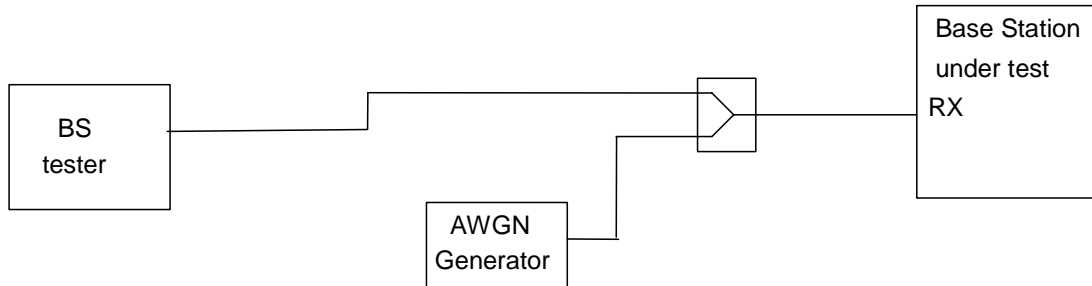 Base Station
under test
RX
BS
tester
AWGN
Generator